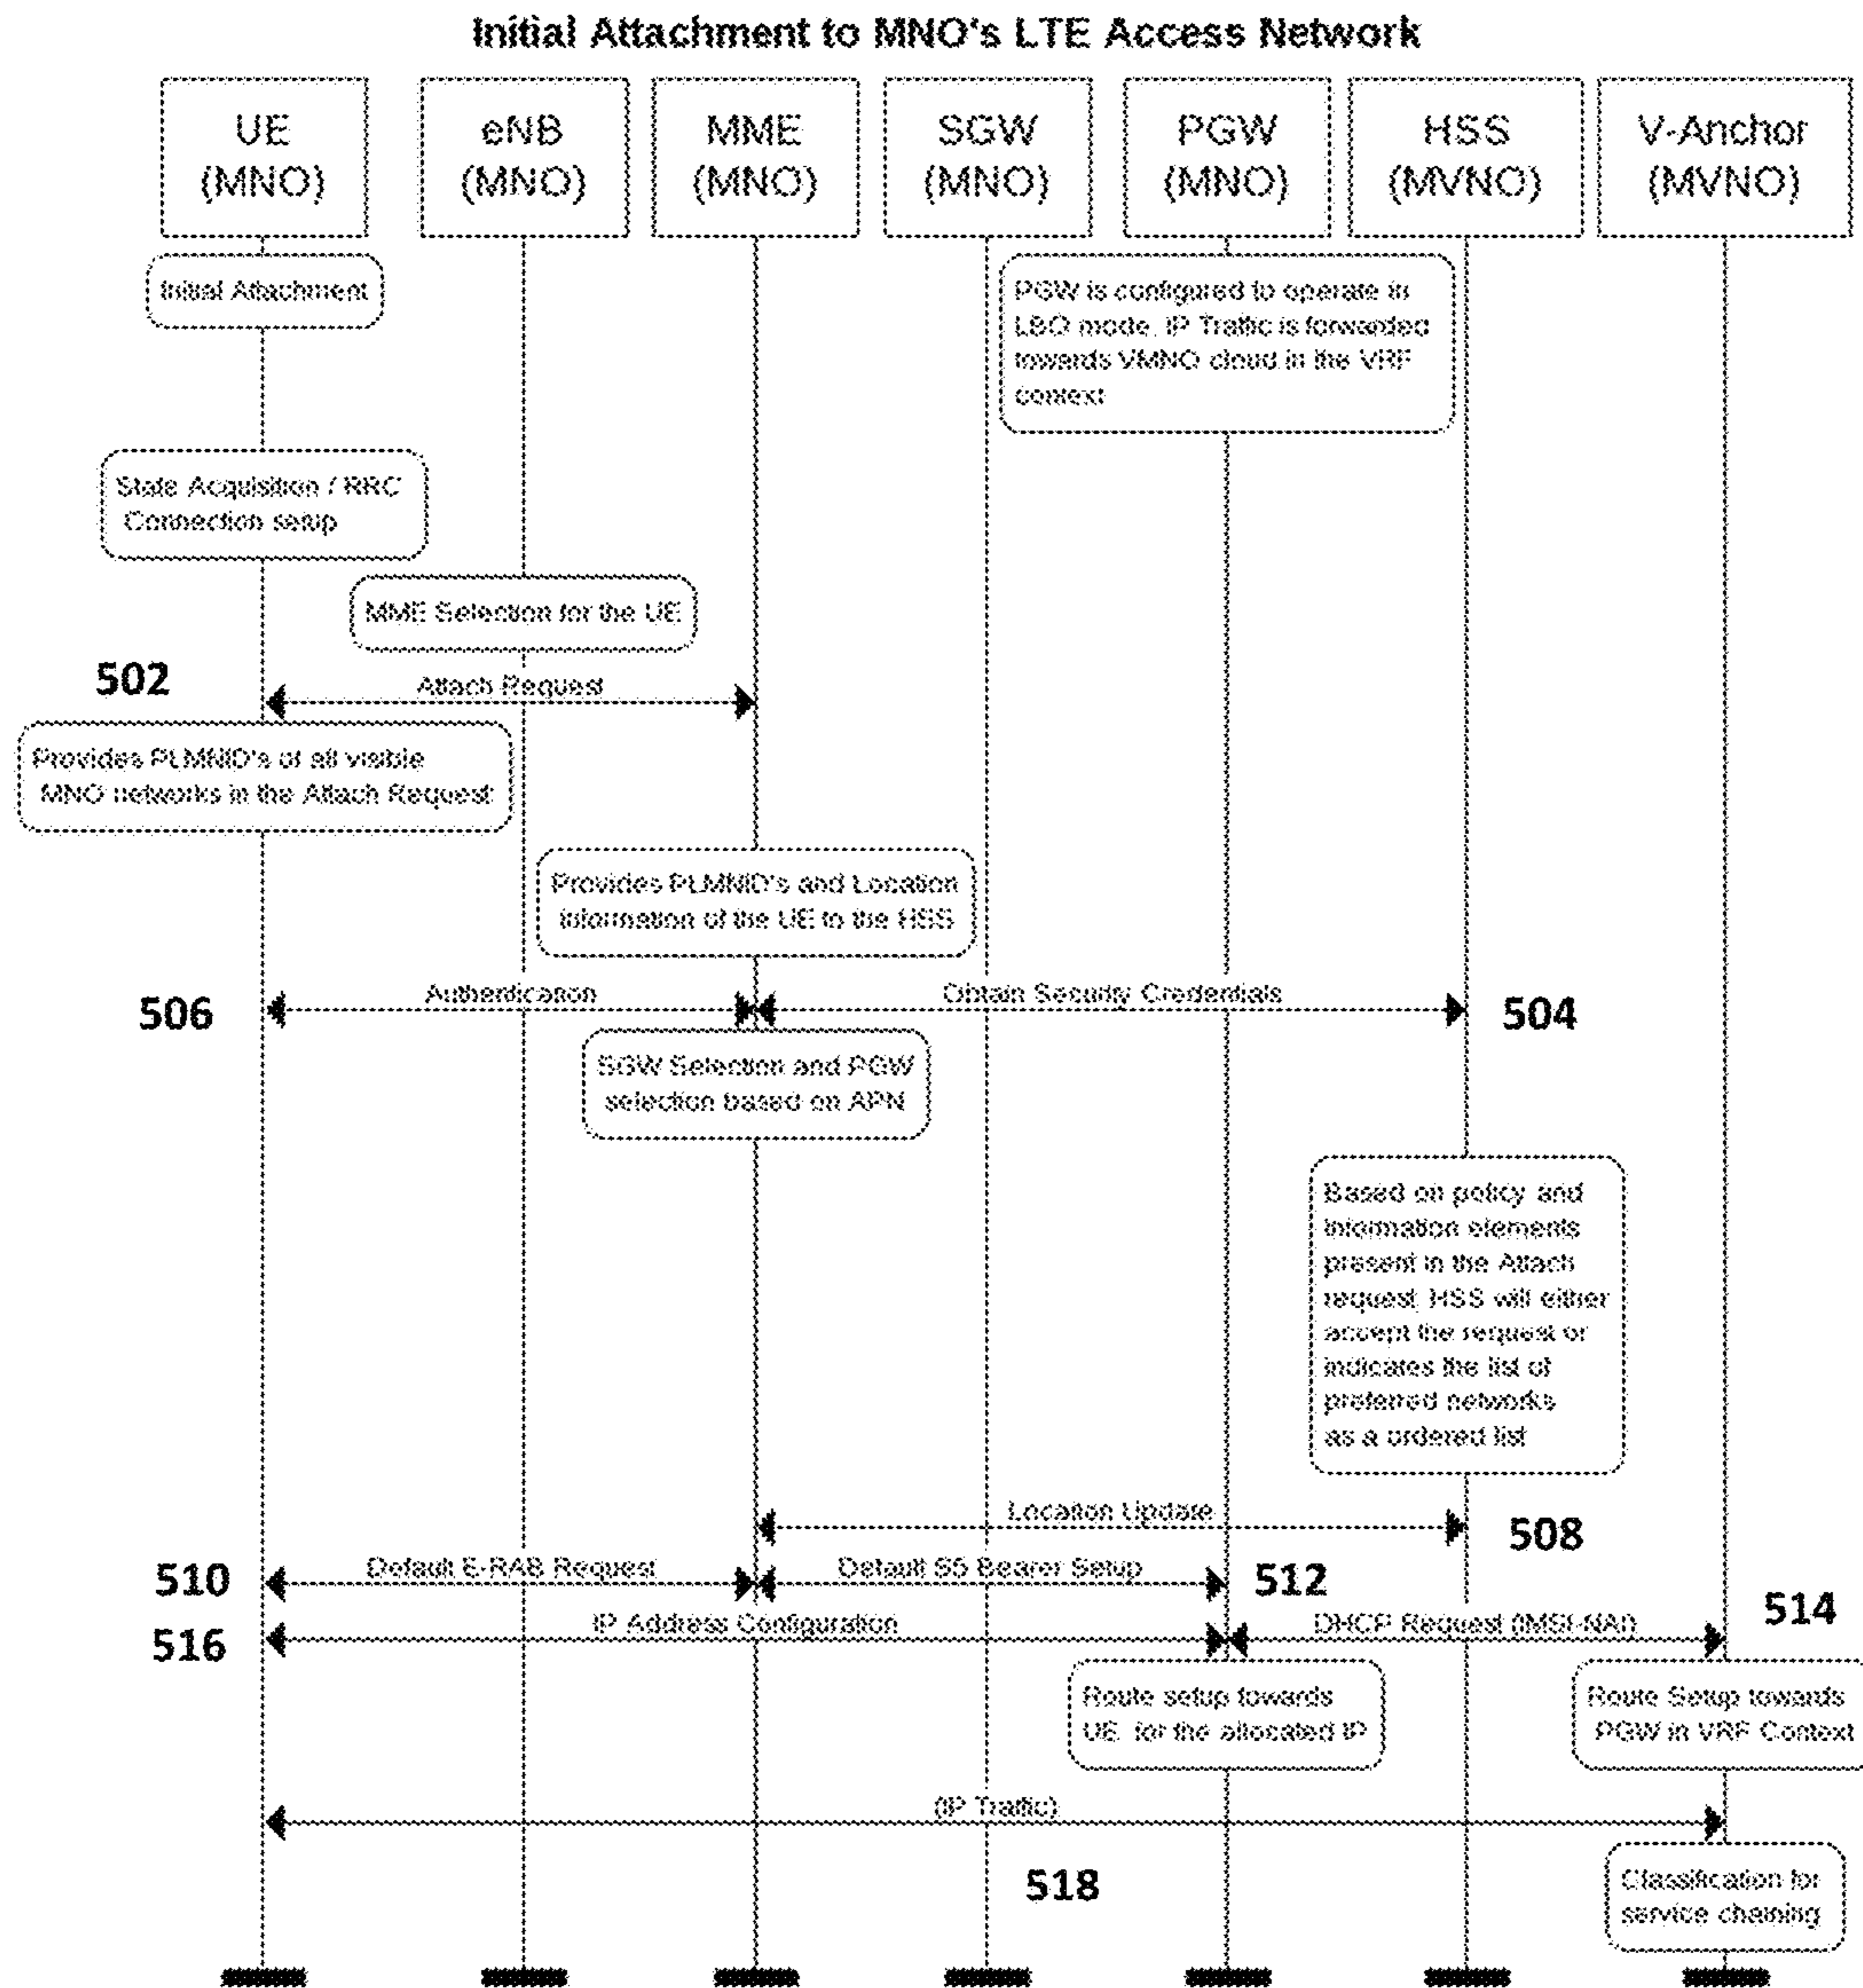 Initial Attachment to MNO's LTE Access Network
UE
(MNO)
eNB
(MNO)
MME
(MNO)
SGW
(MNO)
PGW
(MNO)
HSS
(MVNO)
V-Anchor
(MVNO)
Initial Attachment
PGW is configured to operate in
LBO mode. IP Traffic is forwarded
towards VMNO cloud in the VRF
context
State Acquisition / RRC
Connection setup
MME Selection for the UE
502
Attach Request
Provides PLMNID's of all visible
MNO networks in the Attach Request
Provides PLMNID's and Location
information of the UE to the HSS
506
Authentication
Obtain Security Credentials
504
SGW Selection and PGW
selection based on APN
Based on policy and
information elements
present in the Attach
request, HSS will either
accept the request or
indicates the list of
preferred networks
as a ordered list
Location Update
508
510
Default E-RAB Request
Default S5 Bearer Setup
512
514
516
IP Address Configuration
DHCP Request (IMSI-NAI)
Route setup towards
UE for the allocated IP
Route Setup towards
PGW in VRF Context
(IP Traffic)
518
Classification for
service chaining